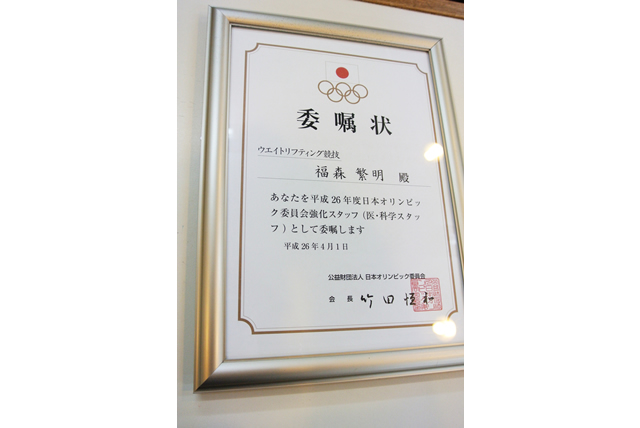 委嘱状
ウエイトリフティング競技
福森 繁明 殿
あなたを平成26年度日本オリンピッ
ク委員会強化スタッフ(医・科学スタッ
フ)として委嘱します
平成26年4月1日
公益財団法人 日本オリンピック委員会
会長 竹田恆和